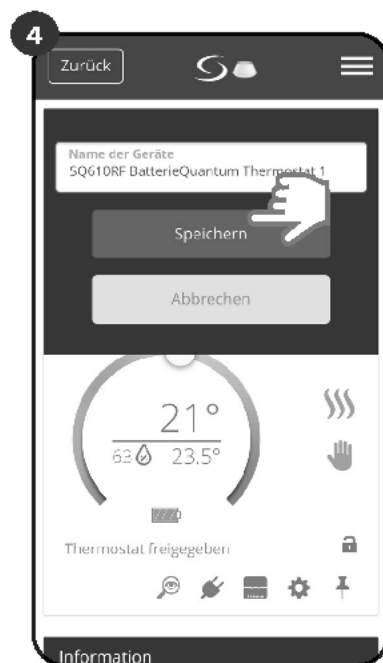 4
Zurück
Name der Geräte
SQ610RF BatterieQuantum Thermostat 1
Speichern
Abbrechen
21°
63 23.5°
Thermostat freigegeben
Information